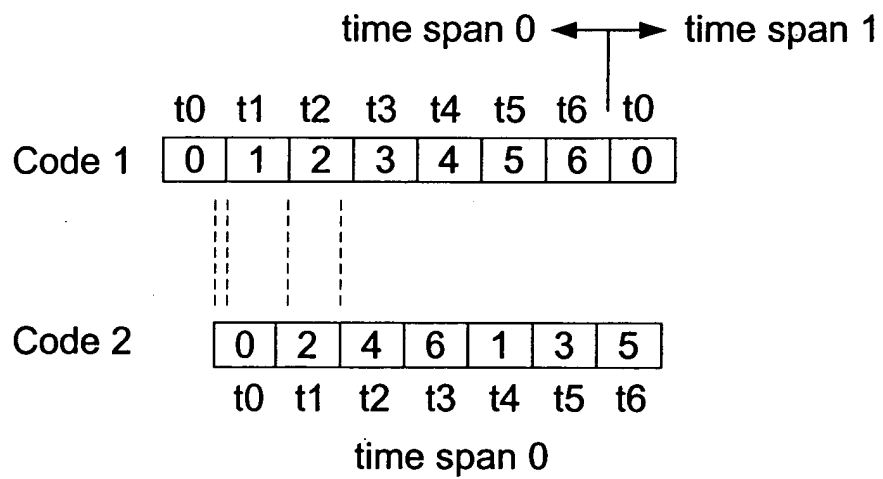 time span 0 time span 1
t0 t1 t2 t3 t4 t5 t6 t0
Code 1 0 1 2 3 4 5 6 0
Code 2 0 2 4 6 1 3 5
t0 t1 t2 t3 t4 t5 t6
time span 0